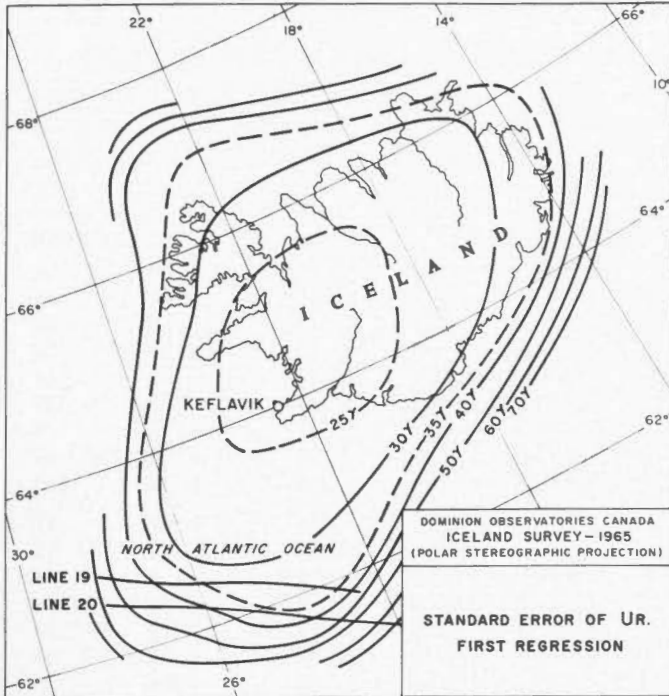 22°
18°
14°
66°
68°
10°
64°
ICELAND
66°
KEFLAVIK
25γ
30γ
35γ
40γ
50γ
60γ
70γ
62°
64°
30°
NORTH ATLANTIC OCEAN
LINE 19
LINE 20
62°
26°
DOMINION OBSERVATORIES CANADA
ICELAND SURVEY - 1965
(POLAR STEREOGRAPHIC PROJECTION)
STANDARD ERROR OF Ur.
FIRST REGRESSION